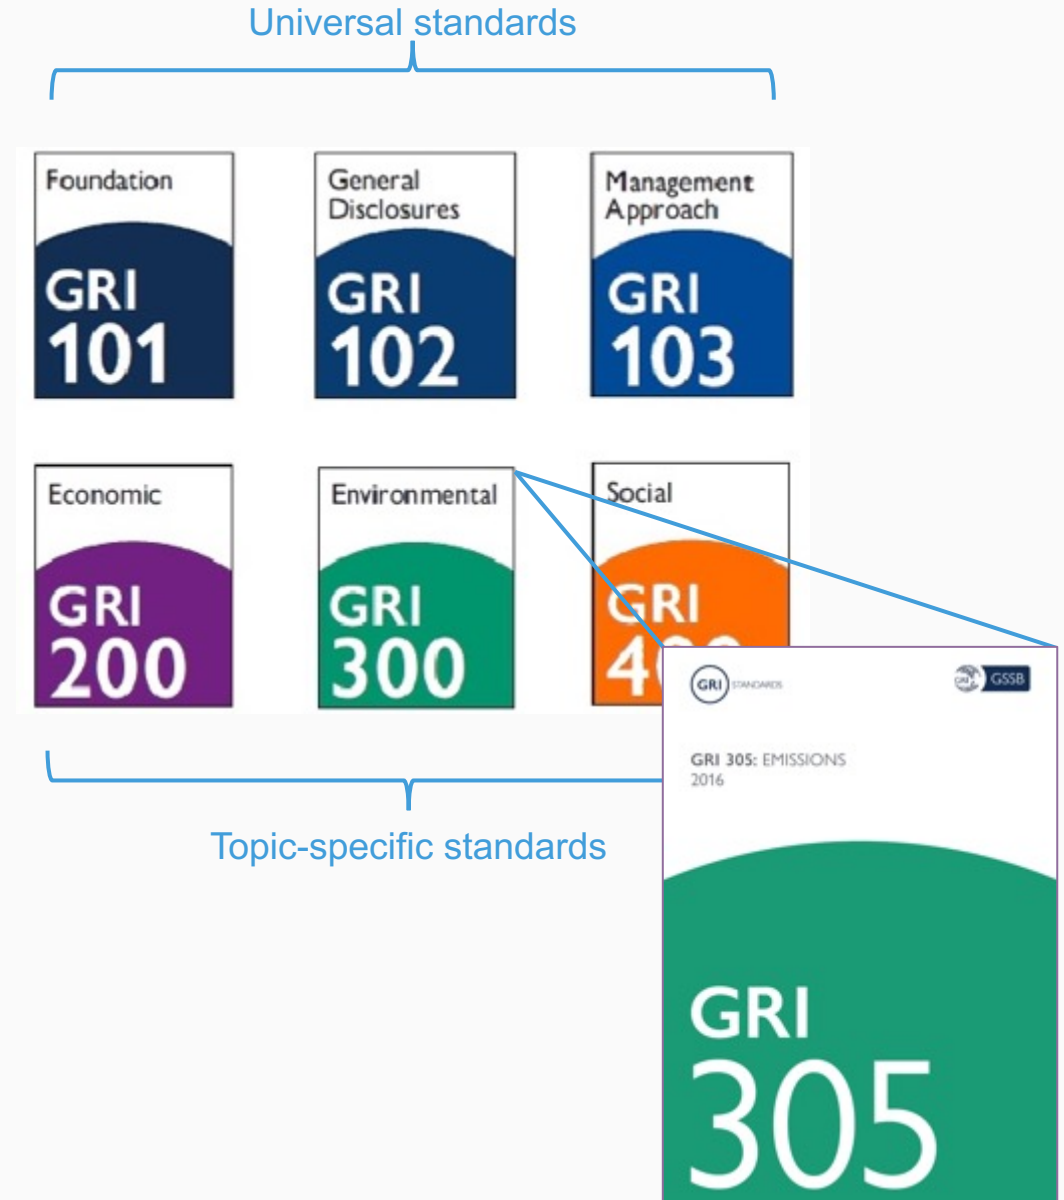 Universal standards
Foundation
GRI
101
General
Disclosures
GRI
102
Management
Approach
GRI
103
Economic
GRI
200
Environmental
GRI
300
Social
GRI
GRI STANDARDS
GSSB
GRI 305: EMISSIONS
2016
GRI
305
Topic-specific standards